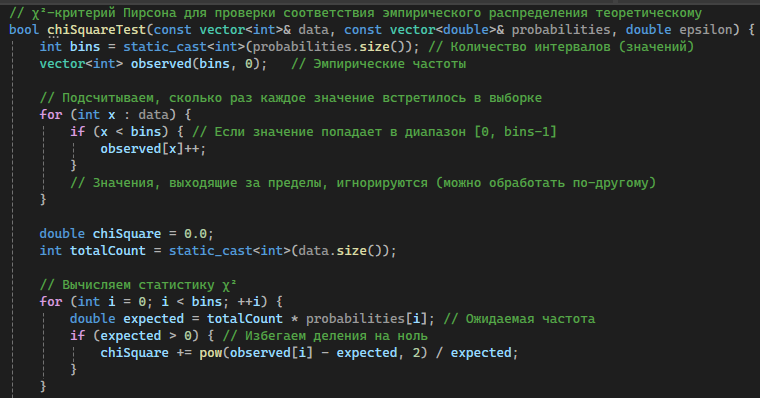 // χ²-критерий Пирсона для проверки соответствия эмпирического распределения теоретическому
bool chiSquareTest(const vector<int>& data, const vector<double>& probabilities, double epsilon) {
    int bins = static_cast<int>(probabilities.size()); // Количество интервалов (значений)
    vector<int> observed(bins, 0);   // Эмпирические частоты

    // Подсчитываем, сколько раз каждое значение встретилось в выборке
    for (int x : data) {
        if (x < bins) { // Если значение попадает в диапазон [0, bins-1]
            observed[x]++;
        }
        // Значения, выходящие за пределы, игнорируются (можно обработать по-другому)
    }

    double chiSquare = 0.0;
    int totalCount = static_cast<int>(data.size());

    // Вычисляем статистику χ²
    for (int i = 0; i < bins; ++i) {
        double expected = totalCount * probabilities[i]; // Ожидаемая частота
        if (expected > 0) { // Избегаем деления на ноль
            chiSquare += pow(observed[i] - expected, 2) / expected;
        }
    }